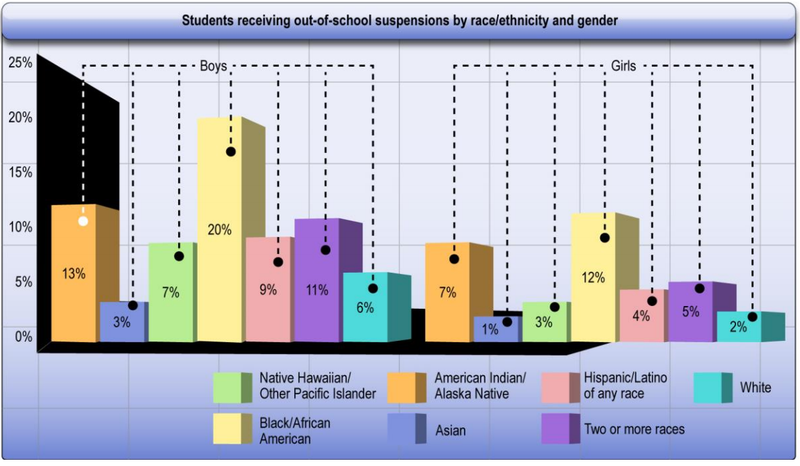 Students receiving out-of-school suspensions by race/ethnicity and gender
25%
20%
15%
10%
5%
0%
Boys
Girls
13%
3%
7%
20%
9%
11%
6%
7%
1%
3%
12%
4%
5%
2%
Native Hawaiian/
Other Pacific Islander
American Indian/
Alaska Native
Hispanic/Latino
of any race
White
Black/African
American
Asian
Two or more races